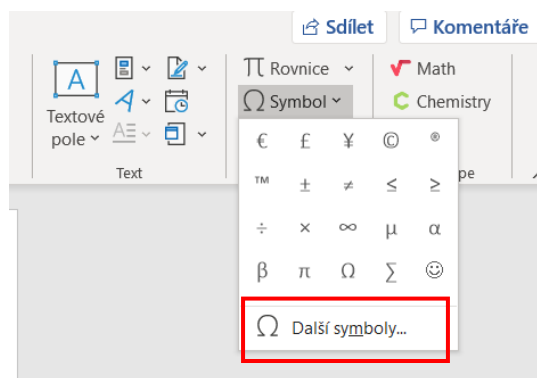 Sdílet Komentáře
A Rovnice Math
Textové pole Symbol Chemistry
Text pe
€ £ ¥ © ®
™ ± ≠ ≤ ≥
÷ × ∞ µ α
β π Ω ∑ ☺
Ω Další symboly...